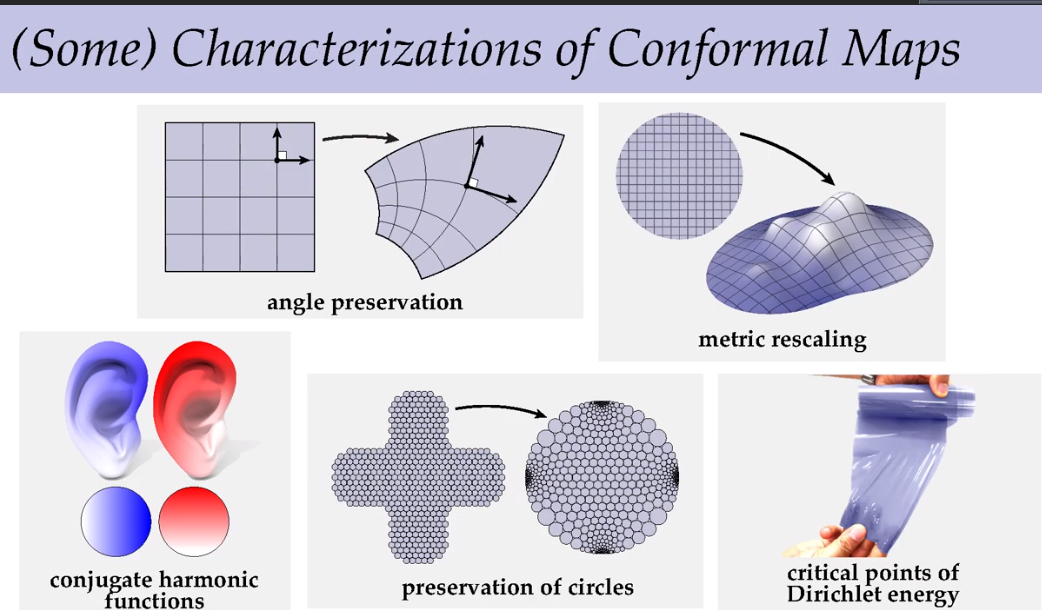 (Some) Characterizations of Conformal Maps
angle preservation
metric rescaling
conjugate harmonic
functions
preservation of circles
critical points of
Dirichlet energy